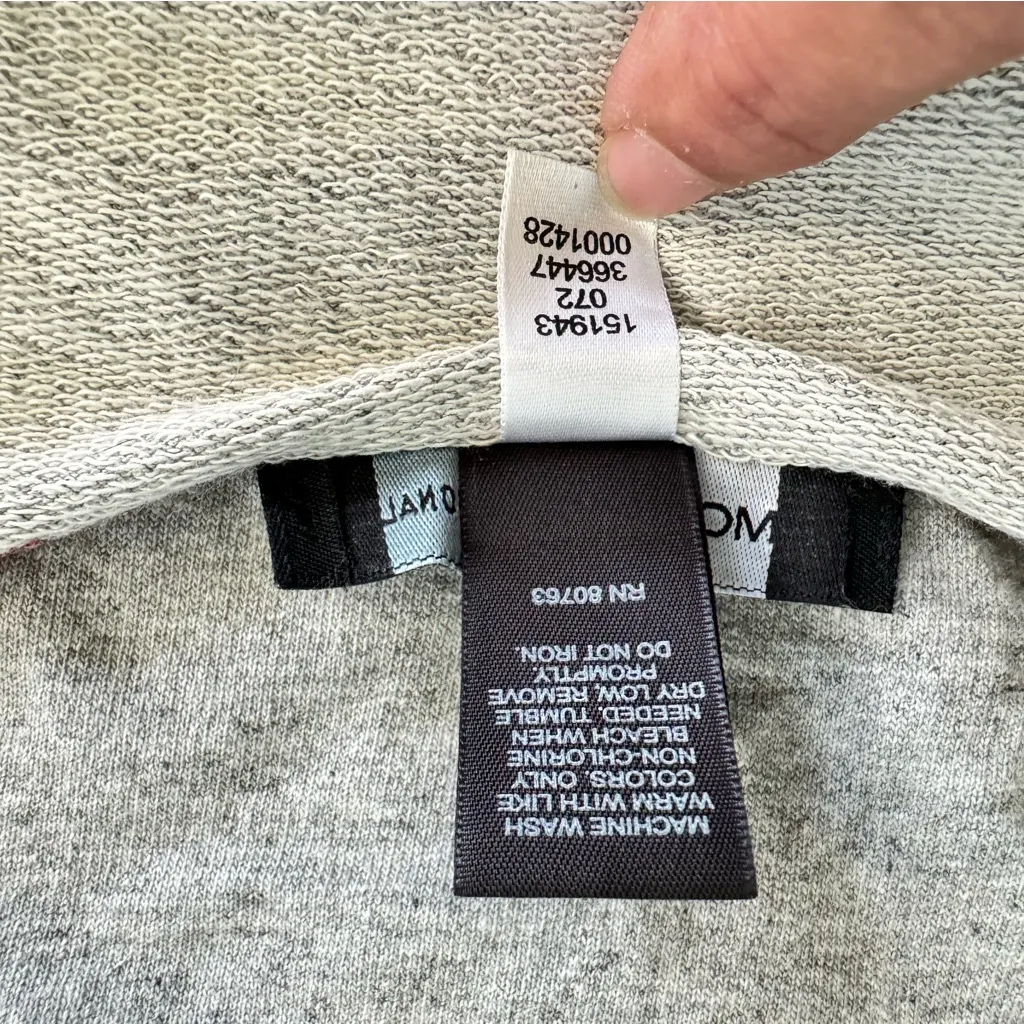 MACHINE WASH
WARM WITH LIKE
COLORS. ONLY
NON-CHLORINE
BLEACH WHEN
NEEDED. TUMBLE
DRY LOW. REMOVE
PROMPTLY.
DO NOT IRON.
RN 80763
151943
072
366447
0001428